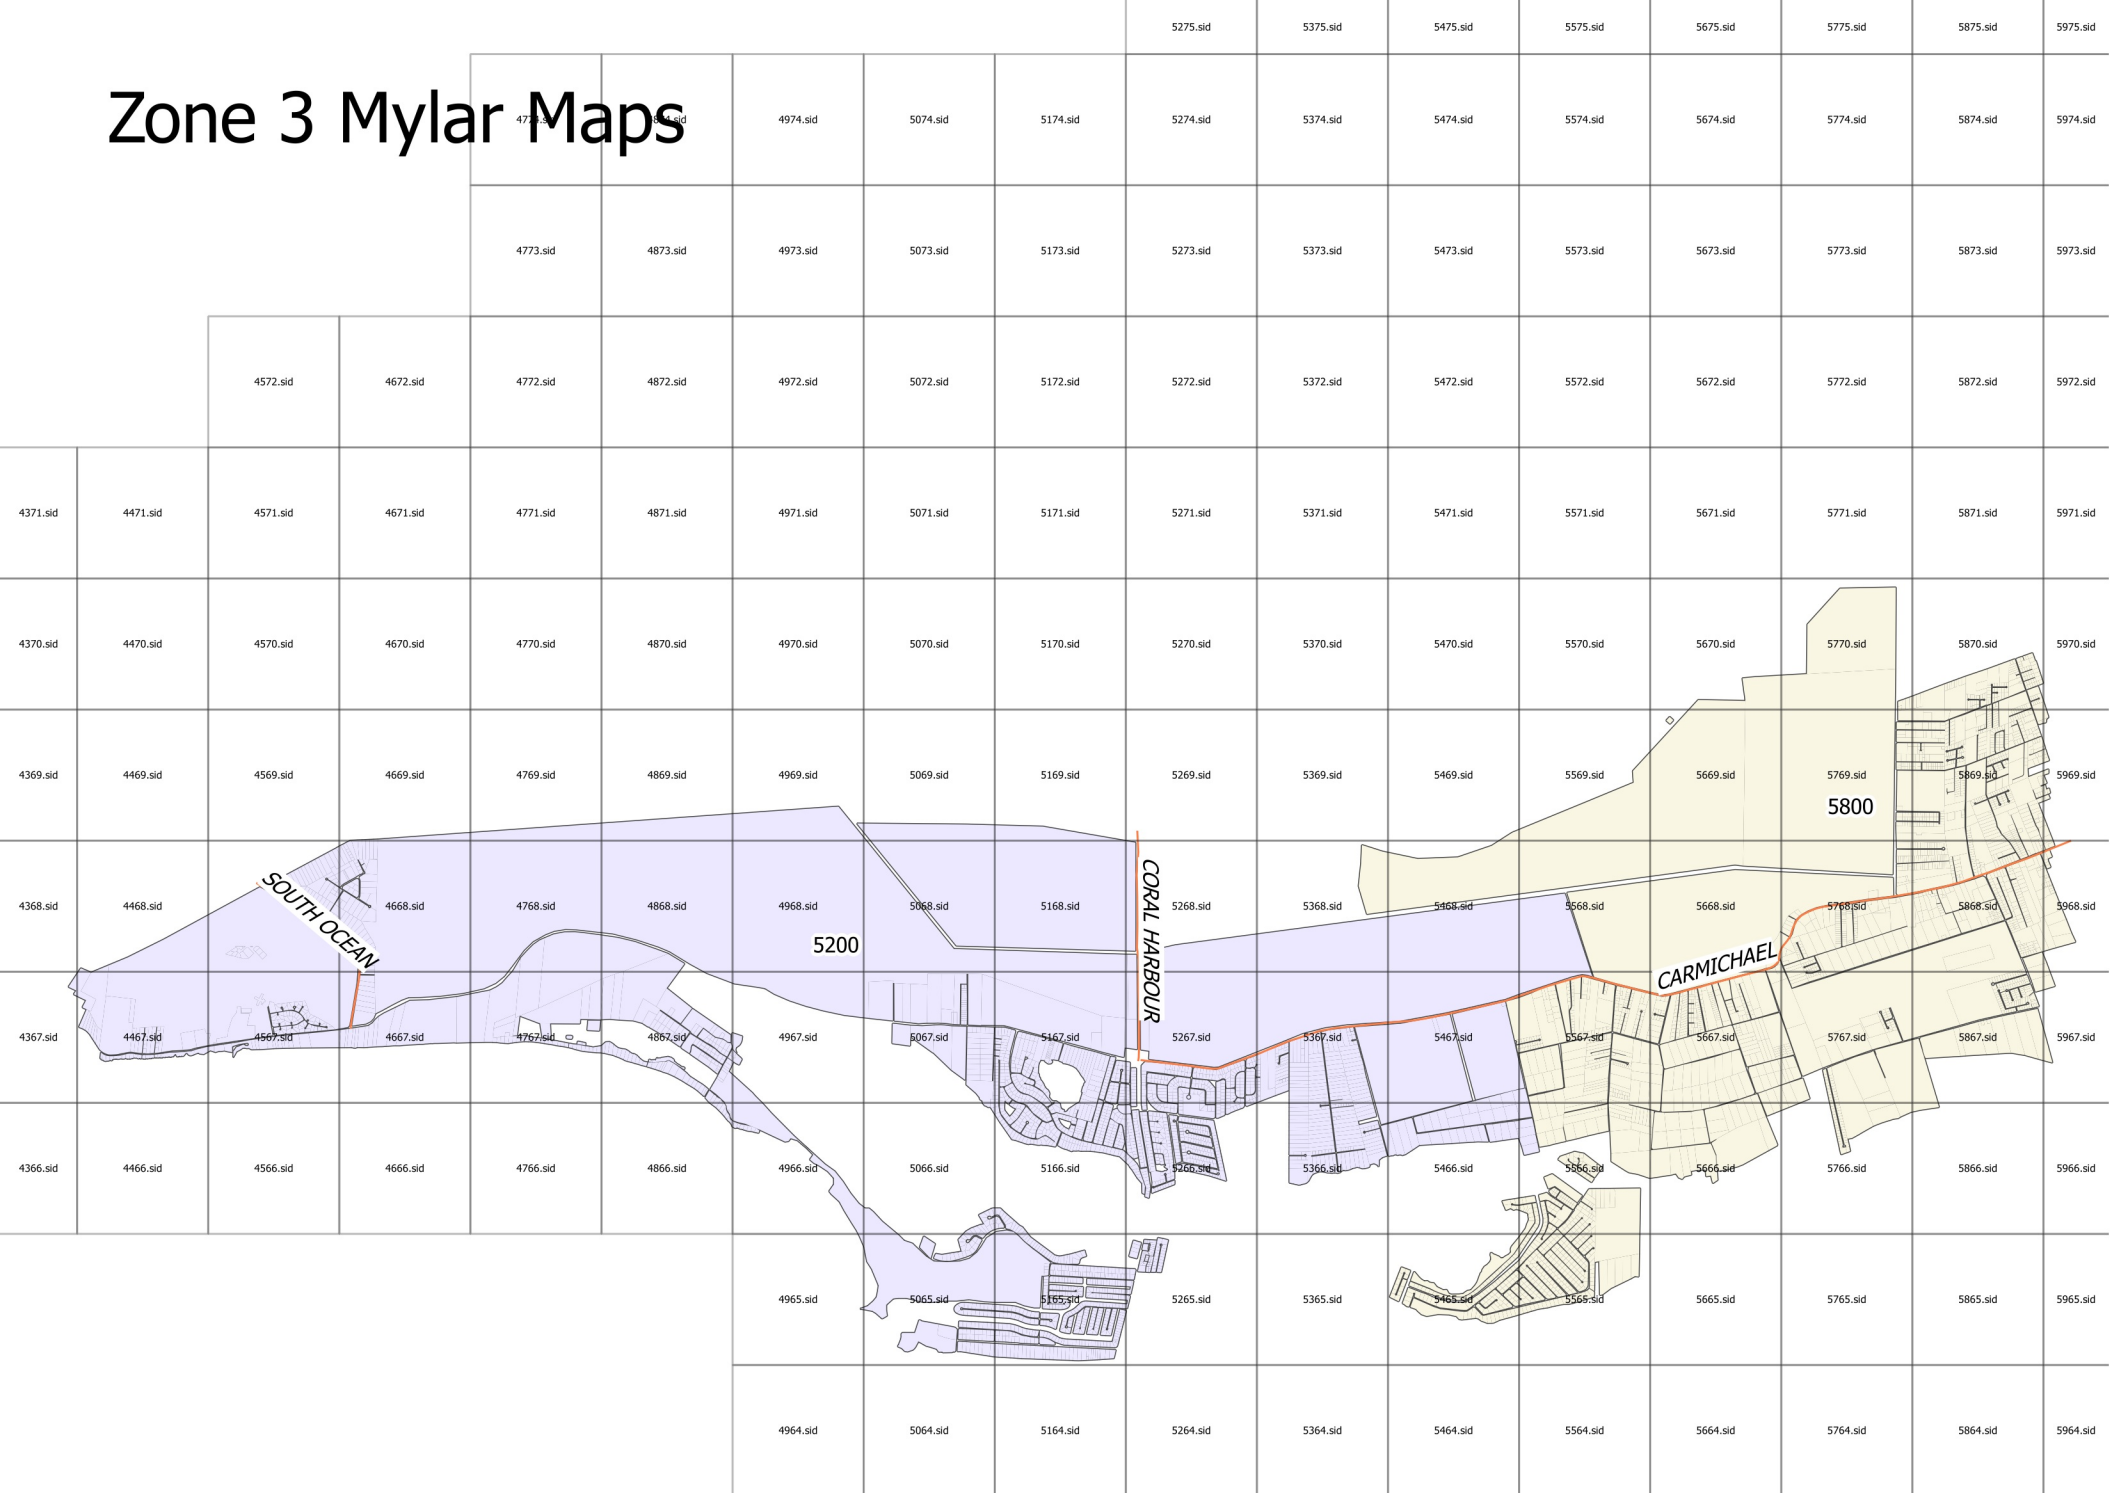 5275.sid 5375.sid 5475.sid 5575.sid 5675.sid 5775.sid 5875.sid 5975.sid
Zone 3 Mylar Maps
4774.sid 4874.sid 4974.sid 5074.sid 5174.sid 5274.sid 5374.sid 5474.sid 5574.sid 5674.sid 5774.sid 5874.sid 5974.sid
4773.sid 4873.sid 4973.sid 5073.sid 5173.sid 5273.sid 5373.sid 5473.sid 5573.sid 5673.sid 5773.sid 5873.sid 5973.sid
4572.sid 4672.sid 4772.sid 4872.sid 4972.sid 5072.sid 5172.sid 5272.sid 5372.sid 5472.sid 5572.sid 5672.sid 5772.sid 5872.sid 5972.sid
4371.sid 4471.sid 4571.sid 4671.sid 4771.sid 4871.sid 4971.sid 5071.sid 5171.sid 5271.sid 5371.sid 5471.sid 5571.sid 5671.sid 5771.sid 5871.sid 5971.sid
4370.sid 4470.sid 4570.sid 4670.sid 4770.sid 4870.sid 4970.sid 5070.sid 5170.sid 5270.sid 5370.sid 5470.sid 5570.sid 5670.sid 5770.sid 5870.sid 5970.sid
4369.sid 4469.sid 4569.sid 4669.sid 4769.sid 4869.sid 4969.sid 5069.sid 5169.sid 5269.sid 5369.sid 5469.sid 5569.sid 5669.sid 5769.sid 5869.sid 5969.sid
5800
4368.sid 4468.sid 4668.sid 4768.sid 4868.sid 4968.sid 5068.sid 5168.sid 5268.sid 5368.sid 5468.sid 5568.sid 5668.sid 5768.sid 5868.sid 5968.sid
SOUTH OCEAN
CORAL HARBOUR
5200
CARMICHAEL
4367.sid 4467.sid 4567.sid 4667.sid 4767.sid 4867.sid 4967.sid 5067.sid 5167.sid 5267.sid 5367.sid 5467.sid 5567.sid 5667.sid 5767.sid 5867.sid 5967.sid
4366.sid 4466.sid 4566.sid 4666.sid 4766.sid 4866.sid 4966.sid 5066.sid 5166.sid 5266.sid 5366.sid 5466.sid 5566.sid 5666.sid 5766.sid 5866.sid 5966.sid
4965.sid 5065.sid 5165.sid 5265.sid 5365.sid 5465.sid 5565.sid 5665.sid 5765.sid 5865.sid 5965.sid
4964.sid 5064.sid 5164.sid 5264.sid 5364.sid 5464.sid 5564.sid 5664.sid 5764.sid 5864.sid 5964.sid